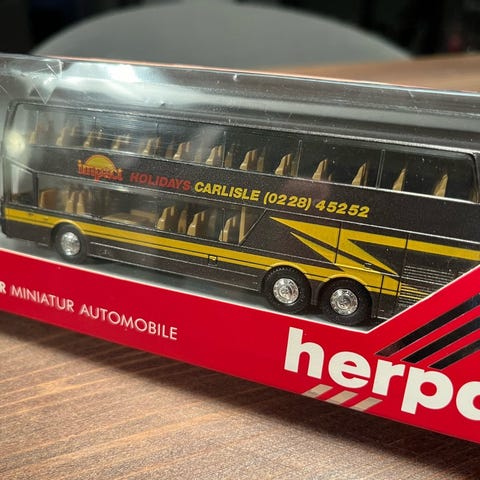 impact HOLIDAYS CARLISLE (0228) 45252
R MINIATUR AUTOMOBILE
herpa